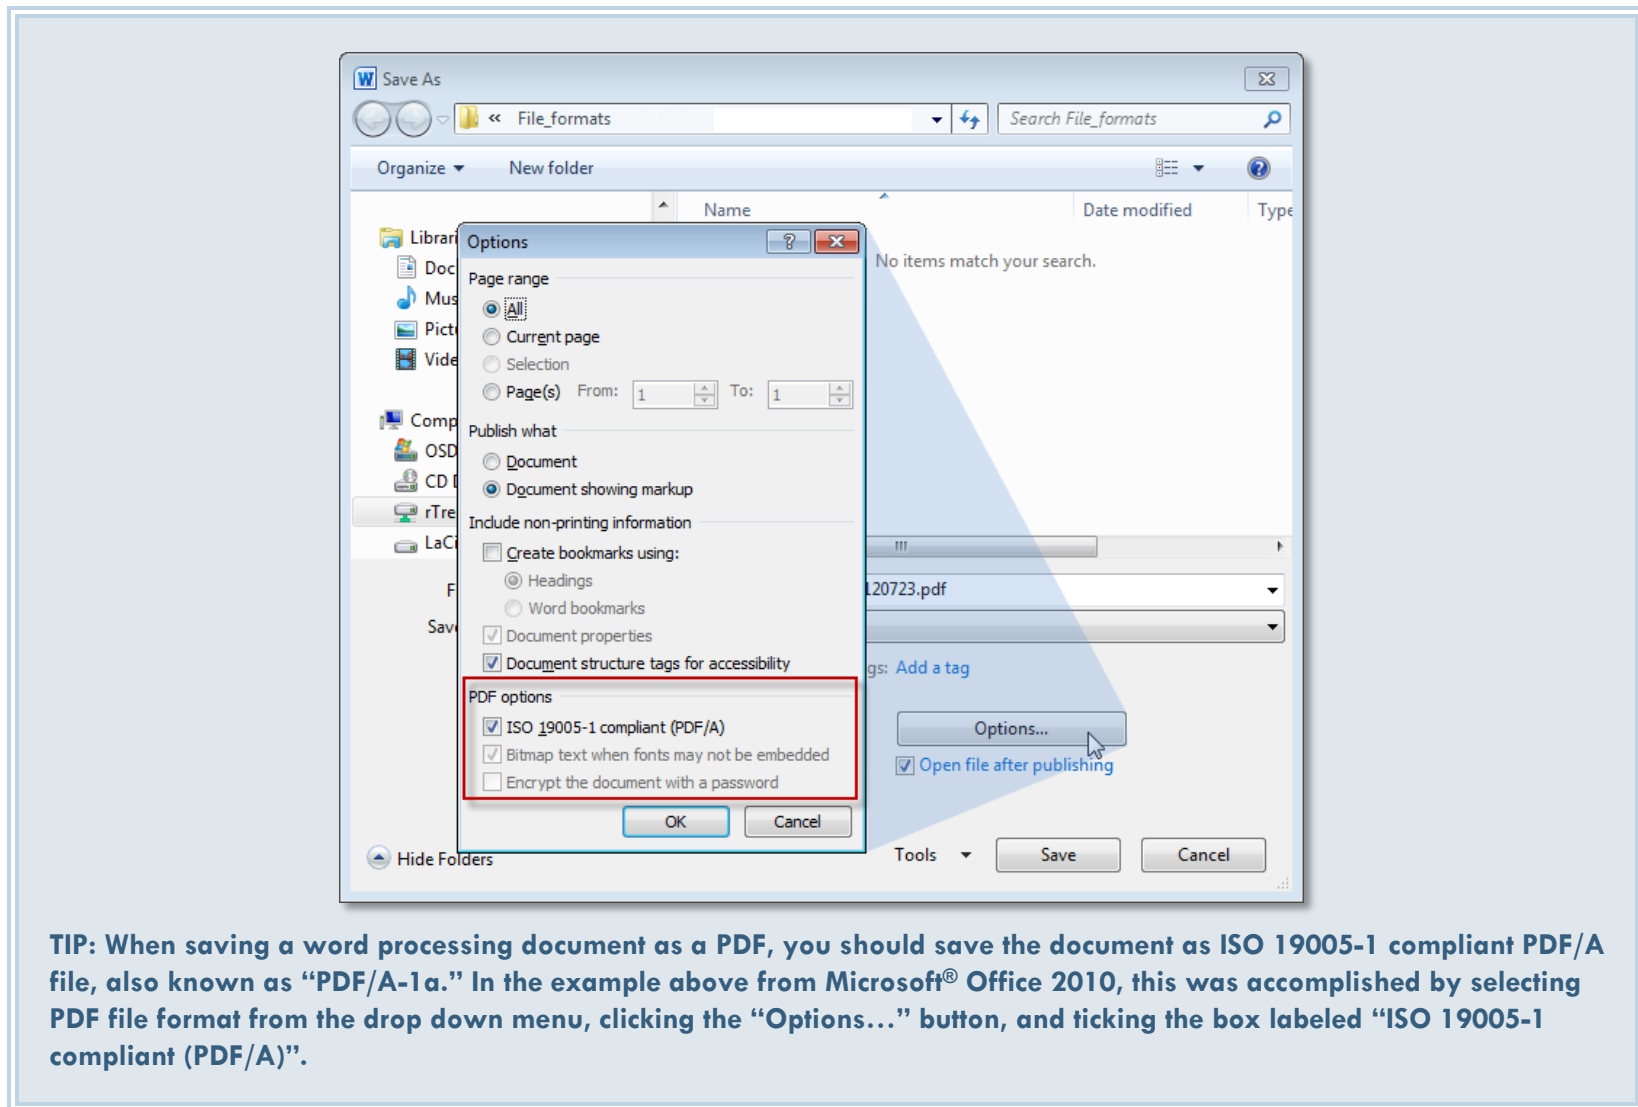 Save As
« File_formats
Search File_formats
Organize
New folder
Name
Date modified
Type
No items match your search.
Options
Page range
All
Current page
Selection
Page(s) From: 1 To: 1
Publish what
Document
Document showing markup
Include non-printing information
Create bookmarks using:
Headings
Word bookmarks
Document properties
Document structure tags for accessibility
PDF options
ISO 19005-1 compliant (PDF/A)
Bitmap text when fonts may not be embedded
Encrypt the document with a password
OK Cancel
Librari
Doc
Mus
Pict
Vide
Comp
OSD
CD
rTre
LaCi
F
120723.pdf
Save
gs: Add a tag
Options...
Open file after publishing
Hide Folders
Tools
Save
Cancel
TIP: When saving a word processing document as a PDF, you should save the document as ISO 19005-1 compliant PDF/A
file, also known as “PDF/A-1a.” In the example above from Microsoft® Office 2010, this was accomplished by selecting
PDF file format from the drop down menu, clicking the “Options…” button, and ticking the box labeled “ISO 19005-1
compliant (PDF/A)”.